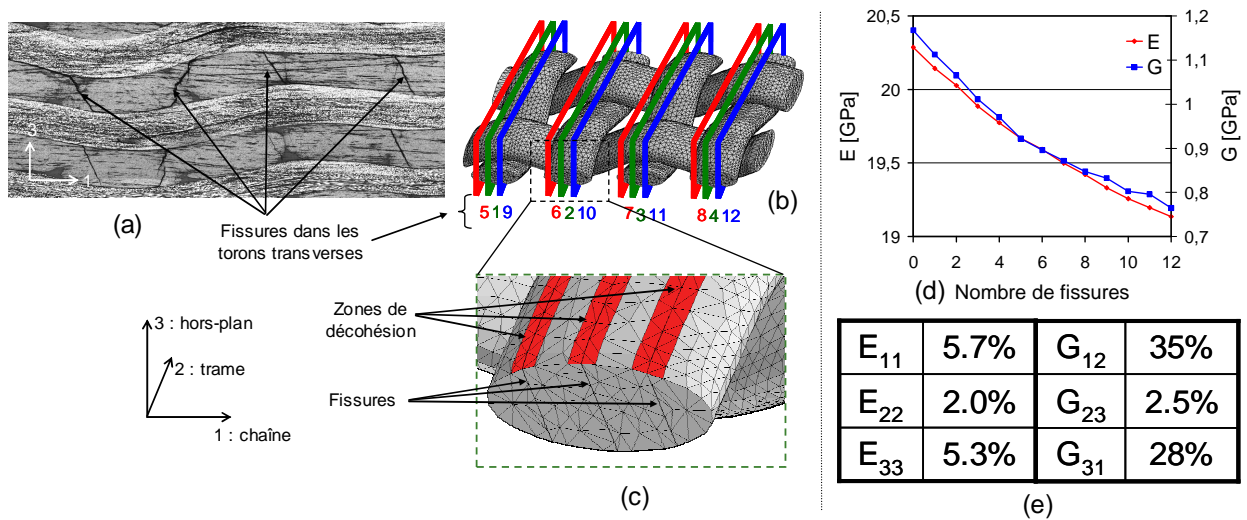 3
1
(a)
Fissures dans les
torons transverses
5 1 9 6 2 10 7 3 11 8 4 12
(b)
3 : hors-plan
2 : trame
1 : chaîne
Zones de
décohésion
Fissures
(c)
20,5 1,2
E
G
1,1
20 1
19,5 0,9
0,8
19 0,7
E [GPa]
G [GPa]
0 2 4 6 8 10 12
(d) Nombre de fissures
E11 5.7% G12 35%
E22 2.0% G23 2.5%
E33 5.3% G31 28%
(e)